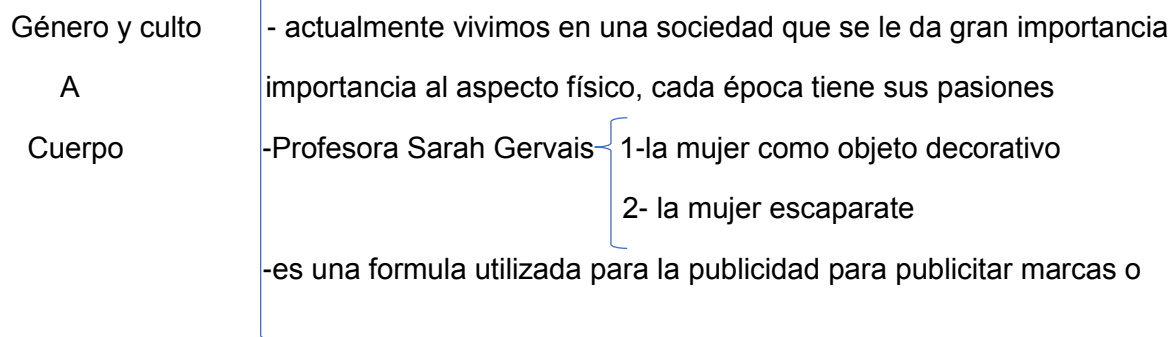 Género y culto - actualmente vivimos en una sociedad que se le da gran importancia
A importancia al aspecto físico, cada época tiene sus pasiones
Cuerpo -Profesora Sarah Gervais 1-la mujer como objeto decorativo
2- la mujer escaparate
-es una formula utilizada para la publicidad para publicitar marcas o